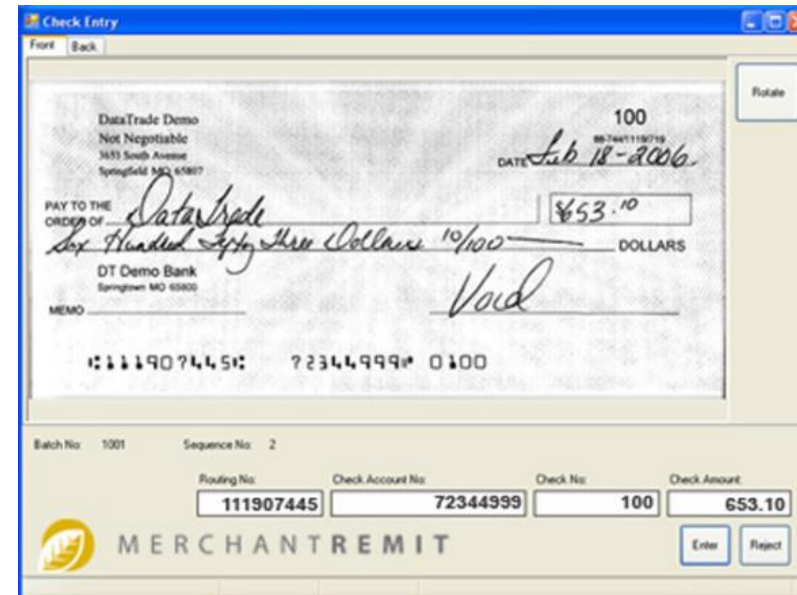 Check Entry
Front Back
Rotate
DataTrade Demo
Not Negotiable
3653 South Avenue
Springfield MO 65807
100
DATE Feb 18-2006.
PAY TO THE
ORDER OF DataTrade $653.10
Six Hundred Fifty Three Dollars 10/100 DOLLARS
DT Demo Bank
Springtown MO 65800
MEMO Void
⑆111907445⑆ 72344999⑈ 0100
Batch No: 1001 Sequence No: 2
Routing No: Check Account No: Check No: Check Amount:
111907445 72344999 100 653.10
MERCHANTREMIT
Enter Reject